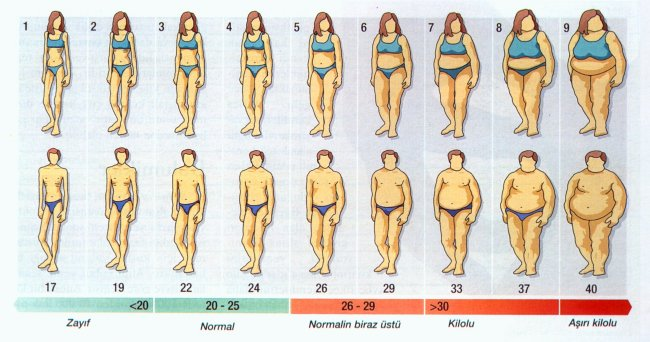 1 2 3 4 5 6 7 8 9
17 19 22 24 26 29 33 37 40
<20 20 - 25 26 - 29 >30
Zayıf Normal Normalin biraz üstü Kilolu Aşırı kilolu